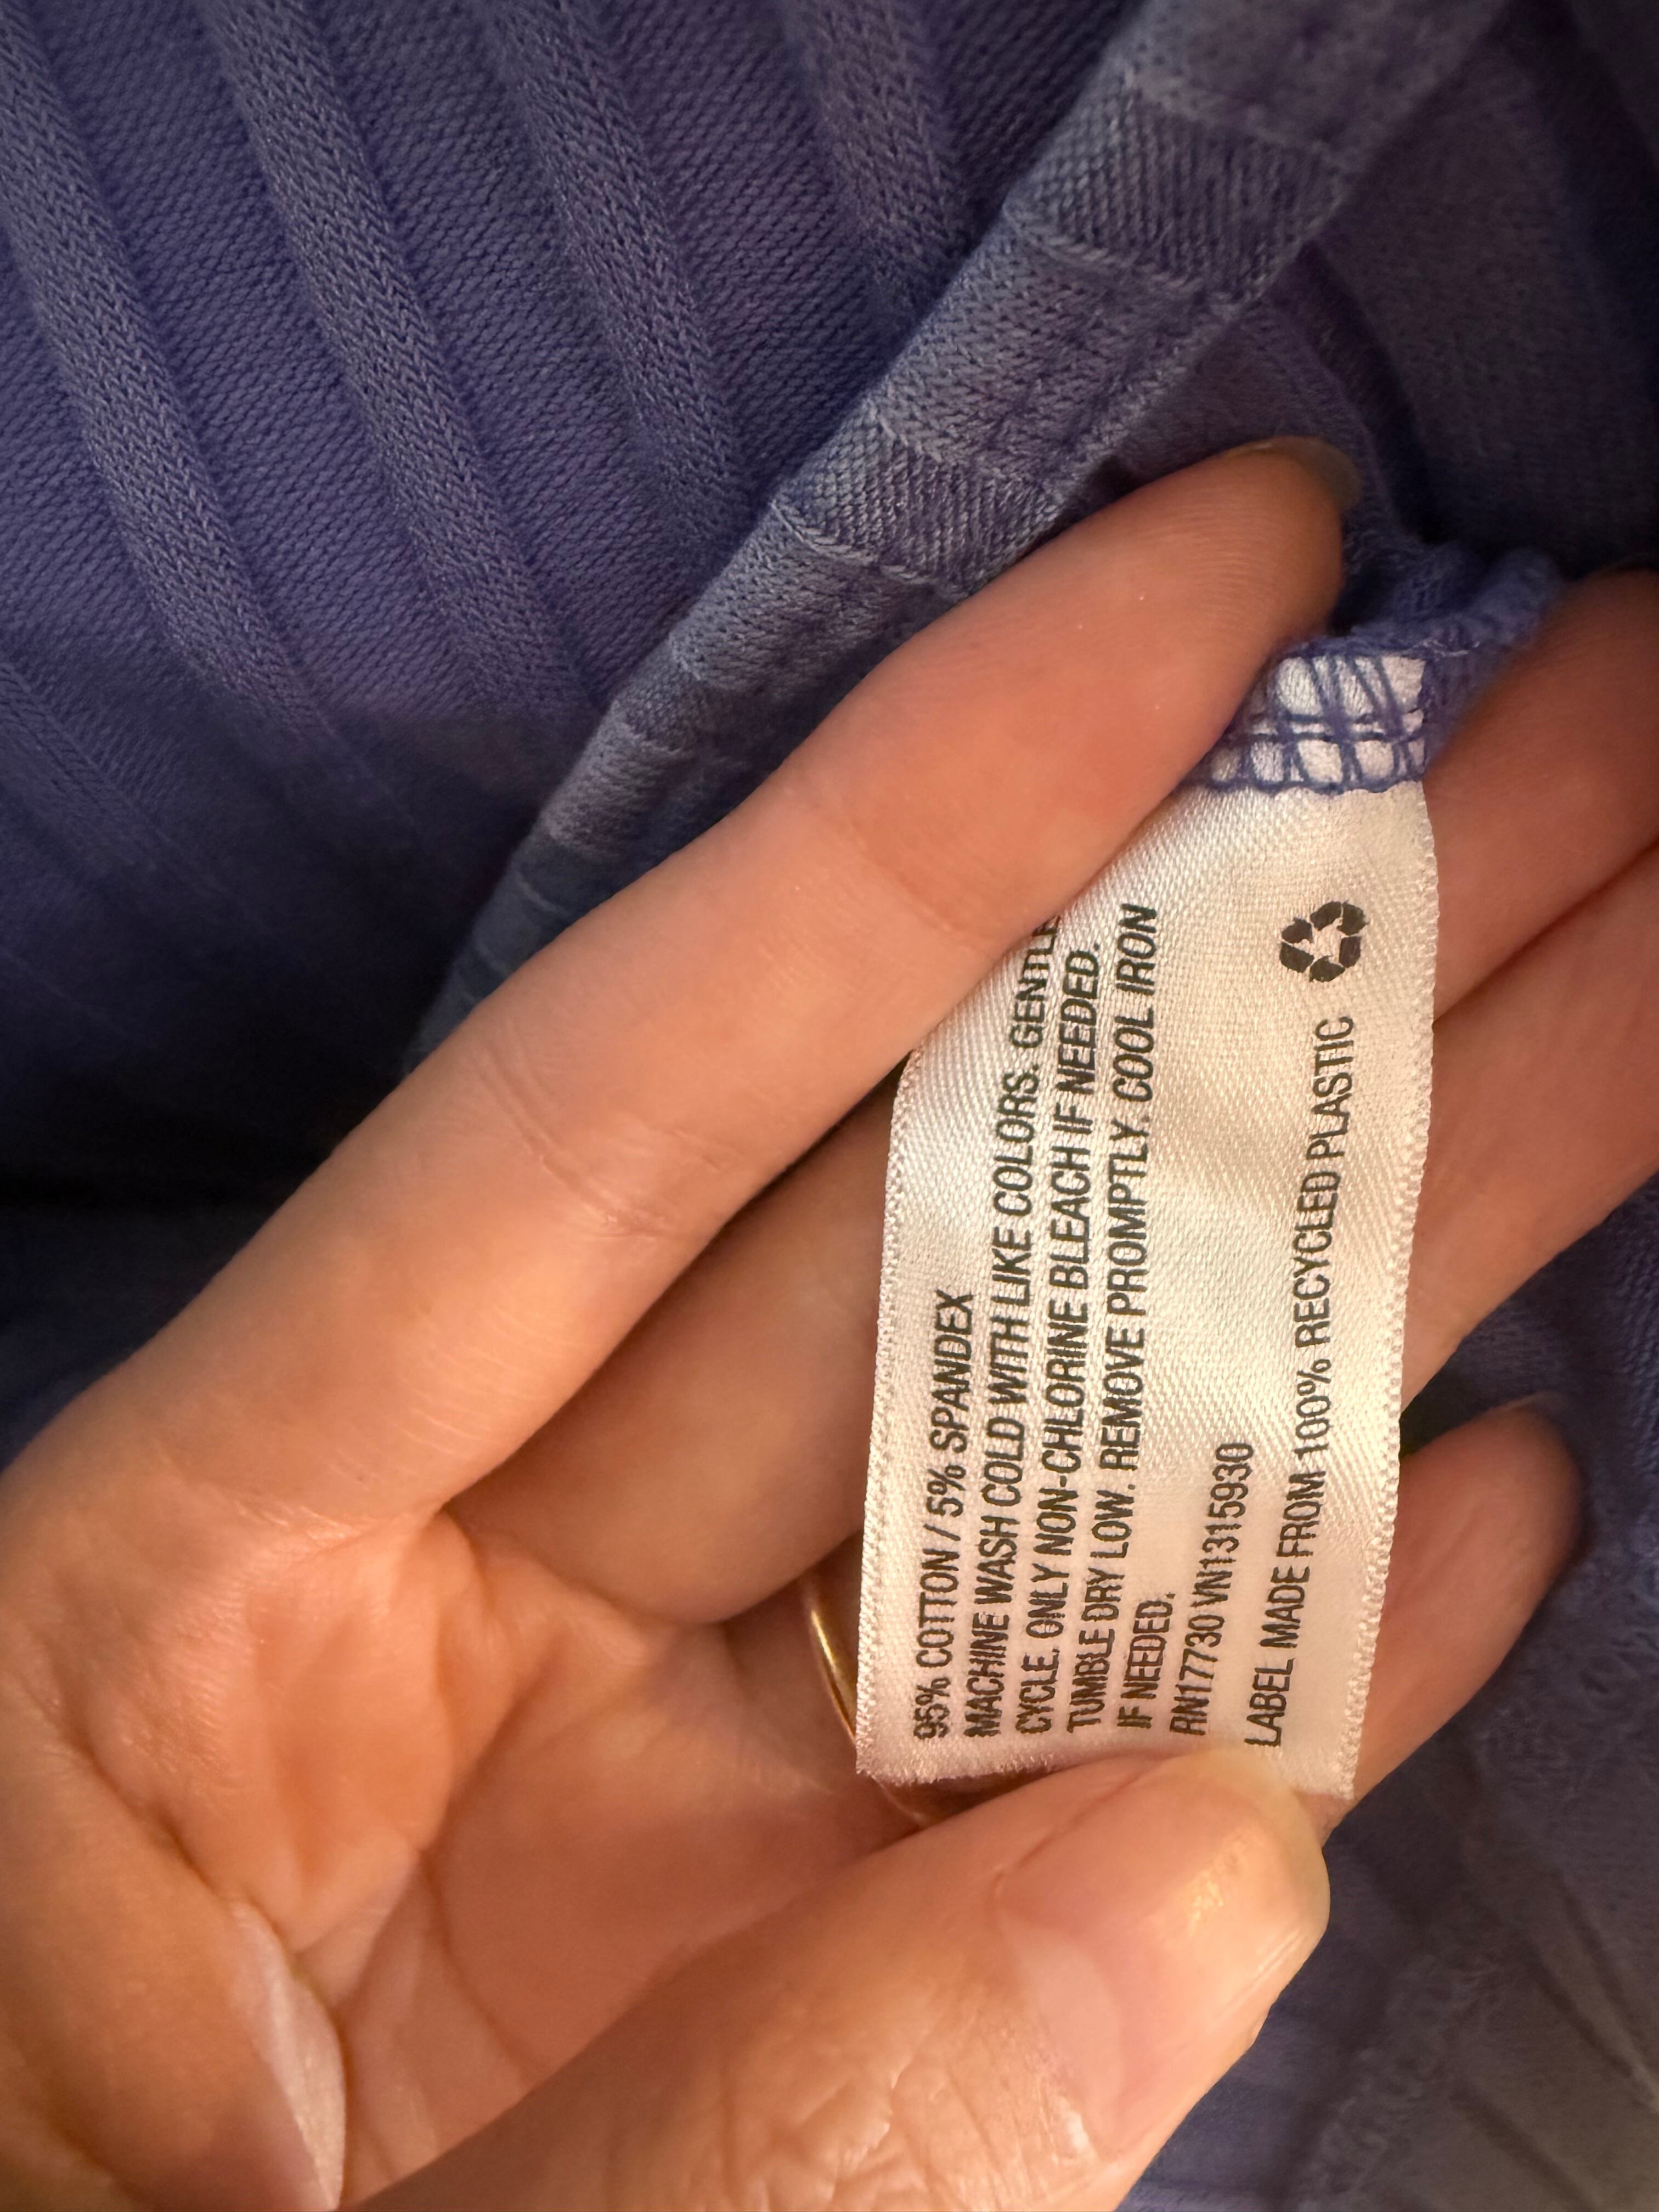 95% COTTON / 5% SPANDEX
MACHINE WASH COLD WITH LIKE COLORS. GENTLE
CYCLE. ONLY NON-CHLORINE BLEACH IF NEEDED.
TUMBLE DRY LOW. REMOVE PROMPTLY. COOL IRON
IF NEEDED.
RN17730 VN1315930
LABEL MADE FROM 100% RECYCLED PLASTIC